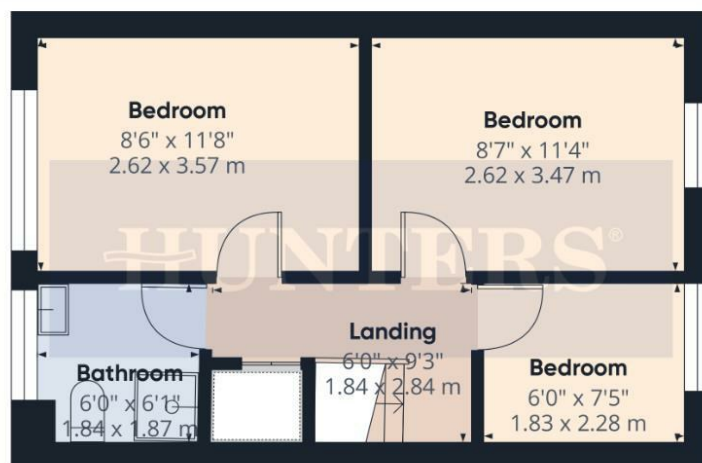 Bedroom
8'6" x 11'8"
2.62 x 3.57 m
Bedroom
8'7" x 11'4"
2.62 x 3.47 m
HUNTERS®
Landing
6'0" x 9'3"
1.84 x 2.84 m
Bathroom
6'0" x 6'1"
1.84 x 1.87 m
Bedroom
6'0" x 7'5"
1.83 x 2.28 m